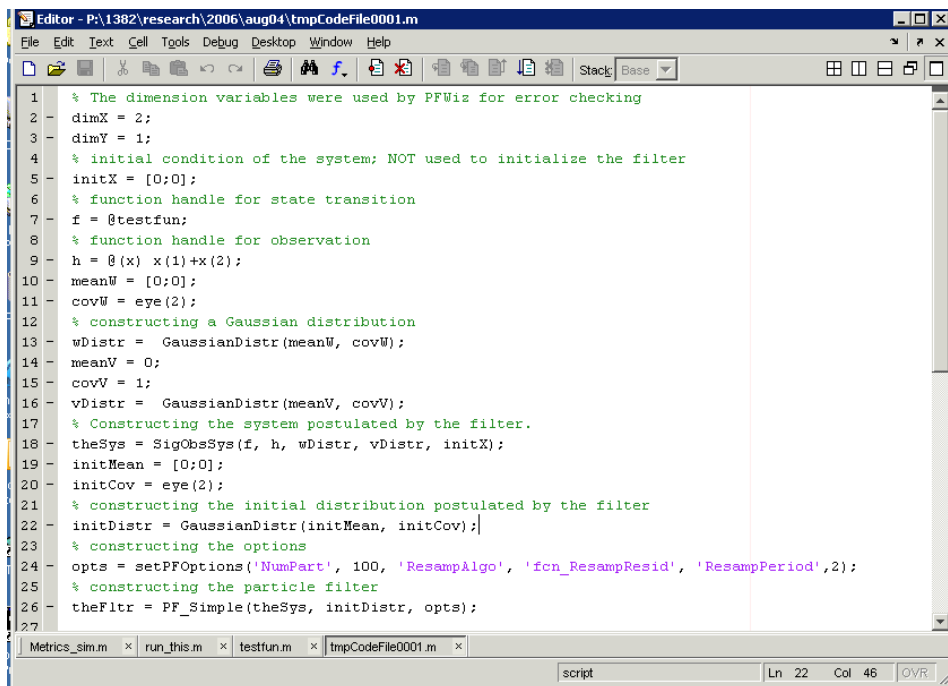 Editor - P:\1382\research\2006\aug04\tmpCodeFile0001.m
File Edit Text Cell Tools Debug Desktop Window Help
Stack: Base
1 % The dimension variables were used by PFWiz for error checking
2 - dimX = 2;
3 - dimY = 1;
4 % initial condition of the system; NOT used to initialize the filter
5 - initX = [0;0];
6 % function handle for state transition
7 - f = @testfun;
8 % function handle for observation
9 - h = @(x) x(1)+x(2);
10 - meanW = [0;0];
11 - covW = eye(2);
12 % constructing a Gaussian distribution
13 - wDistr =  GaussianDistr(meanW, covW);
14 - meanV = 0;
15 - covV = 1;
16 - vDistr =  GaussianDistr(meanV, covV);
17 % Constructing the system postulated by the filter.
18 - theSys = SigObsSys(f, h, wDistr, vDistr, initX);
19 - initMean = [0;0];
20 - initCov = eye(2);
21 % constructing the initial distribution postulated by the filter
22 - initDistr = GaussianDistr(initMean, initCov);
23 % constructing the options
24 - opts = setPFOptions('NumPart', 100, 'ResampAlgo', 'fcn_ResampResid', 'ResampPeriod',2);
25 % constructing the particle filter
26 - theFltr = PF_Simple(theSys, initDistr, opts);
27
Metrics_sim.m × run_this.m × testfun.m × tmpCodeFile0001.m ×
script Ln 22 Col 46 OVR